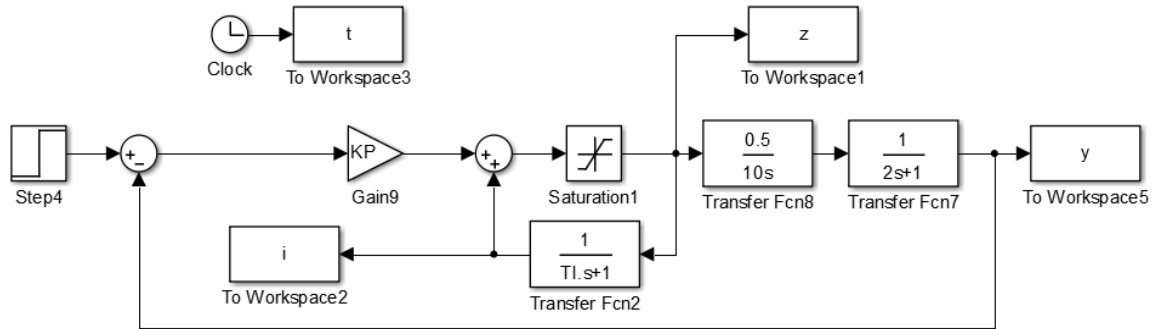 t
Clock
To Workspace3
z
To Workspace1
+
−
Step4
KP
Gain9
+
+
Saturation1
0.5
10s
Transfer Fcn8
1
2s+1
Transfer Fcn7
y
To Workspace5
i
To Workspace2
1
TI.s+1
Transfer Fcn2